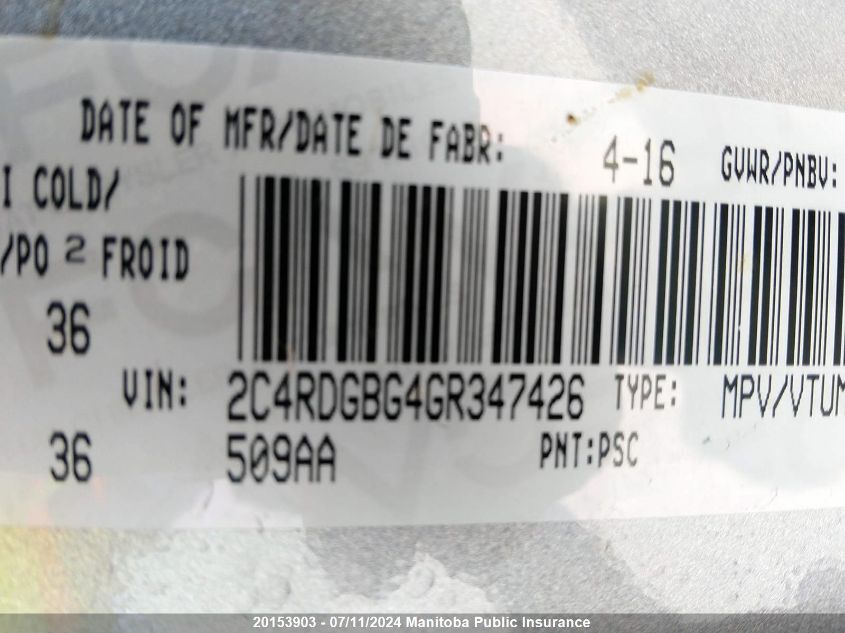 DATE OF MFR/DATE DE FABR: 4-16 GVWR/PNBV:
I COLD/
/PO 2 FROID
36
VIN: 2C4RDGBG4GR347426 TYPE: MPV/VTUM
36 509AA PNT:PSC
20153903 - 07/11/2024 Manitoba Public Insurance